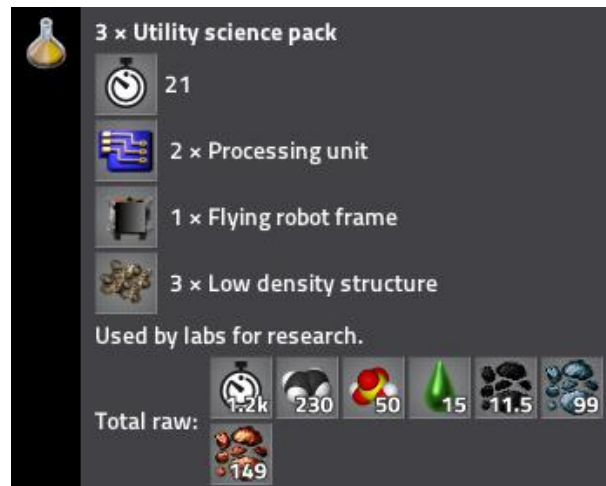 3 × Utility science pack
21
2 × Processing unit
1 × Flying robot frame
3 × Low density structure
Used by labs for research.
1.2k 230 50 15 11.5 99
Total raw:
149